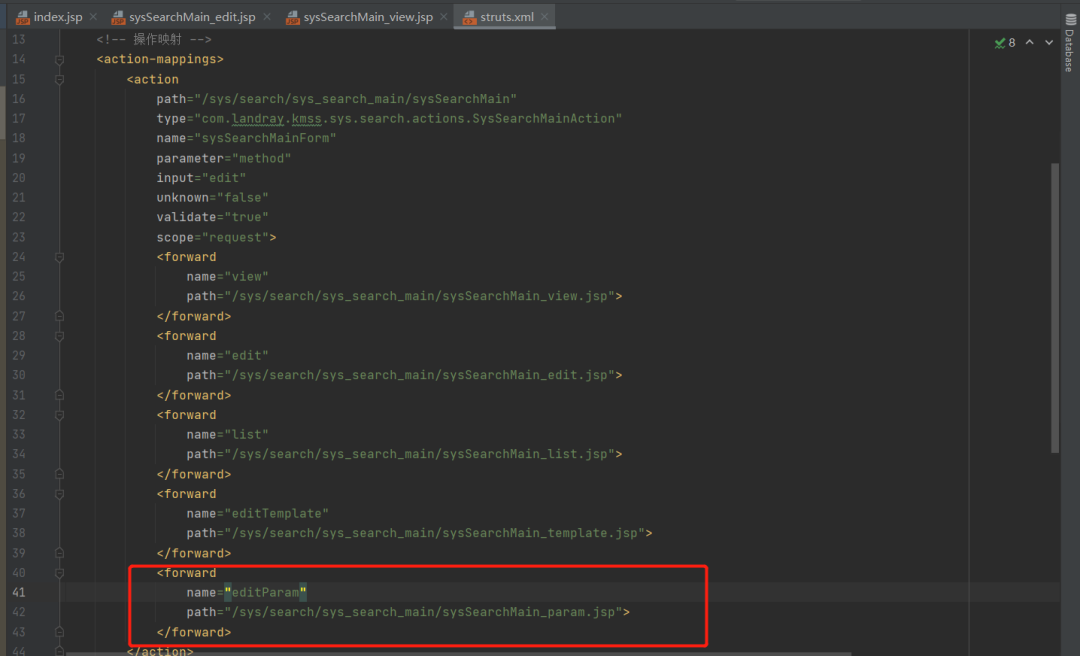 index.jsp sysSearchMain_edit.jsp sysSearchMain_view.jsp struts.xml
13 <!-- 操作映射 -->
14 <action-mappings>
15 <action
16 path="/sys/search/sys_search_main/sysSearchMain"
17 type="com.landray.kmss.sys.search.actions.SysSearchMainAction"
18 name="sysSearchMainForm"
19 parameter="method"
20 input="edit"
21 unknown="false"
22 validate="true"
23 scope="request">
24 <forward
25 name="view"
26 path="/sys/search/sys_search_main/sysSearchMain_view.jsp">
27 </forward>
28 <forward
29 name="edit"
30 path="/sys/search/sys_search_main/sysSearchMain_edit.jsp">
31 </forward>
32 <forward
33 name="list"
34 path="/sys/search/sys_search_main/sysSearchMain_list.jsp">
35 </forward>
36 <forward
37 name="editTemplate"
38 path="/sys/search/sys_search_main/sysSearchMain_template.jsp">
39 </forward>
40 <forward
41 name="editParam"
42 path="/sys/search/sys_search_main/sysSearchMain_param.jsp">
43 </forward>
44 </action>
8
Database